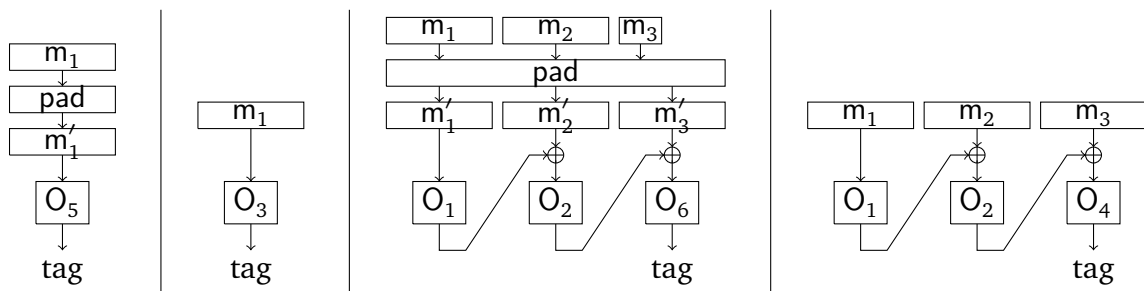 m₁
pad
m′₁
O₅
tag
m₁
O₃
tag
m₁ m₂ m₃
pad
m′₁ m′₂ m′₃
O₁ O₂ O₆
tag
m₁ m₂ m₃
O₁ O₂ O₄
tag